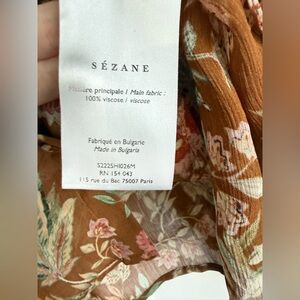 SÉZANE
Matière principale / Main fabric :
100% viscose / viscose
Fabriqué en Bulgarie
Made in Bulgaria
S2225HI026M
RN 154 043
115 rue du Bac 75007 Paris